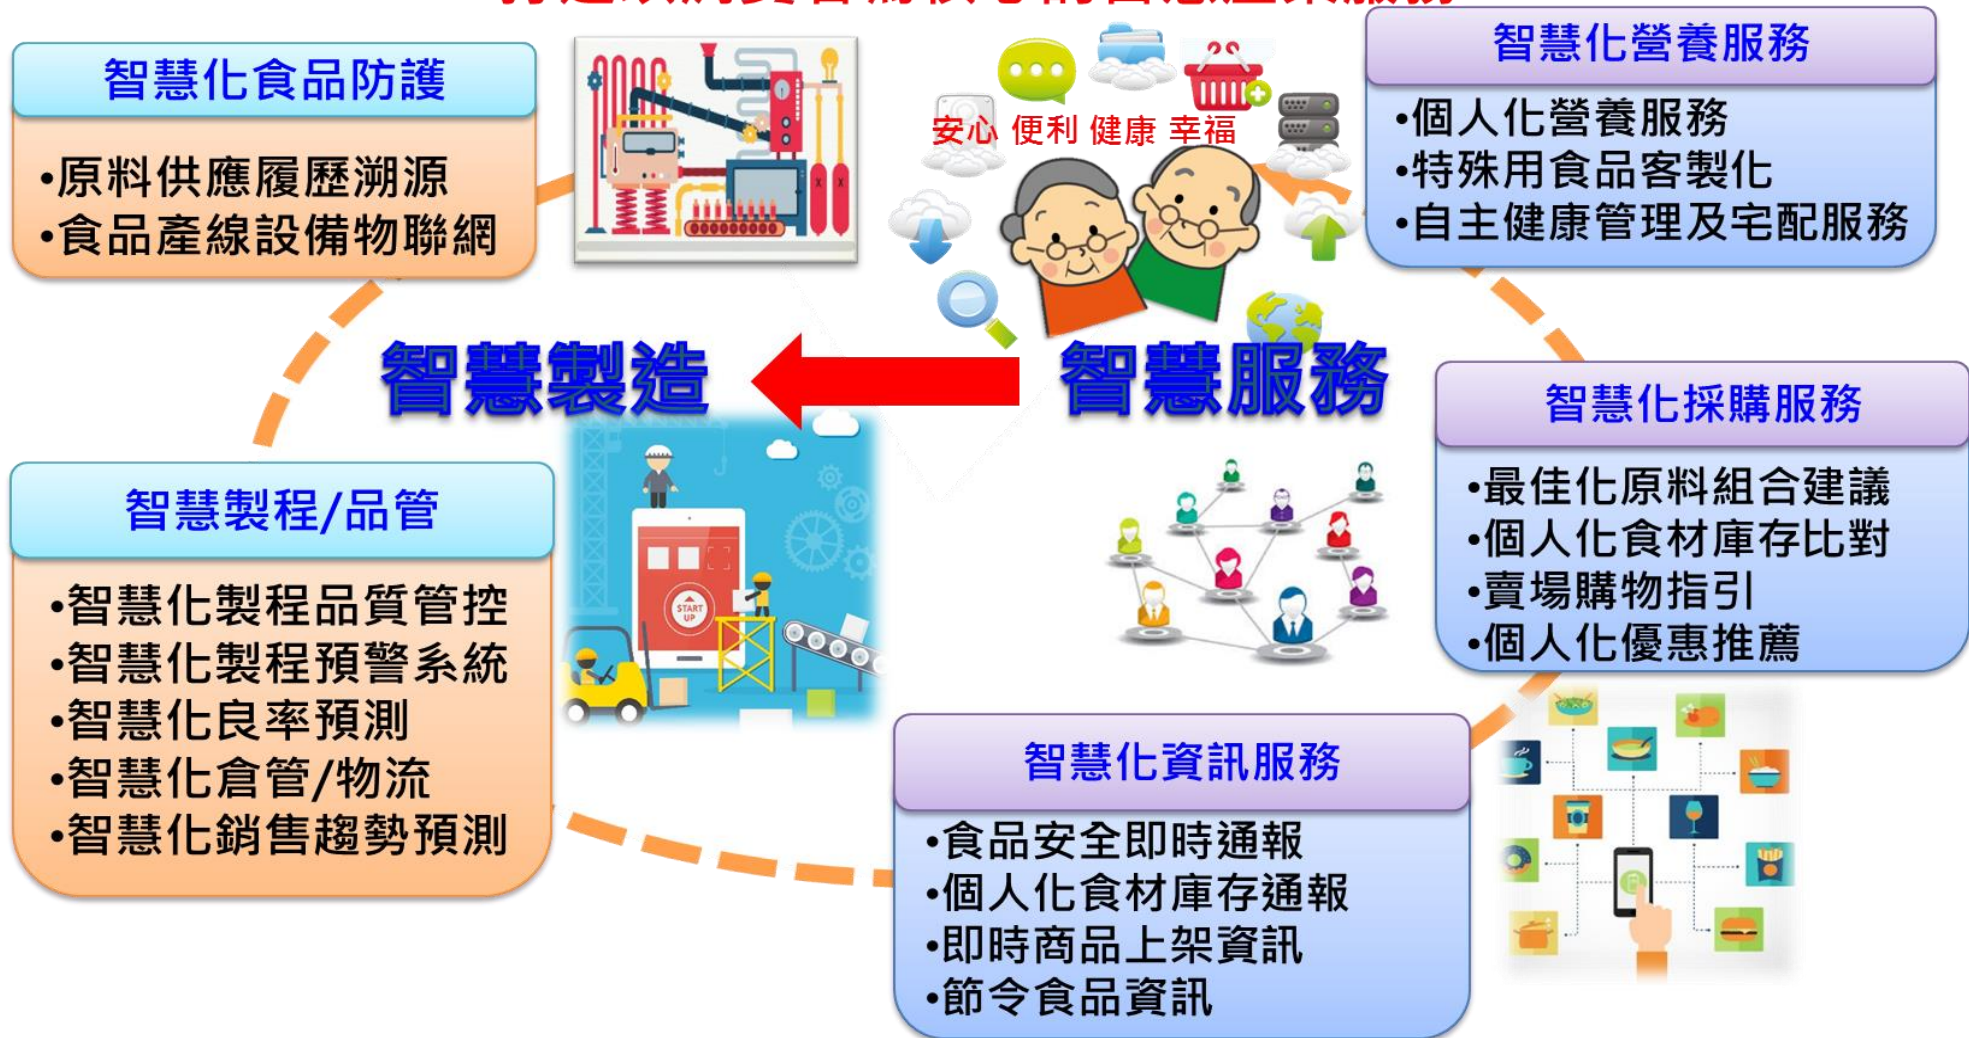 智慧化食品防護
•原料供應履歷溯源
•食品產線設備物聯網
安心 便利 健康 幸福
智慧化營養服務
•個人化營養服務
•特殊用食品客製化
•自主健康管理及宅配服務
智慧製造
智慧服務
智慧化採購服務
•最佳化原料組合建議
•個人化食材庫存比對
•賣場購物指引
•個人化優惠推薦
智慧製程/品管
•智慧化製程品質管控
•智慧化製程預警系統
•智慧化良率預測
•智慧化倉管/物流
•智慧化銷售趨勢預測
START
UP
智慧化資訊服務
•食品安全即時通報
•個人化食材庫存通報
•即時商品上架資訊
•節令食品資訊